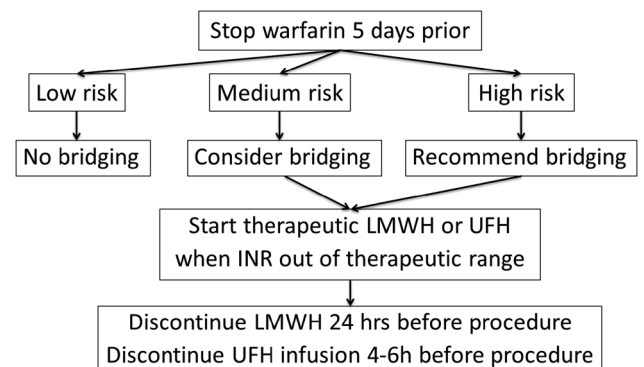 Stop warfarin 5 days prior
Low risk
Medium risk
High risk
No bridging
Consider bridging
Recommend bridging
Start therapeutic LMWH or UFH
when INR out of therapeutic range
Discontinue LMWH 24 hrs before procedure
Discontinue UFH infusion 4-6h before procedure